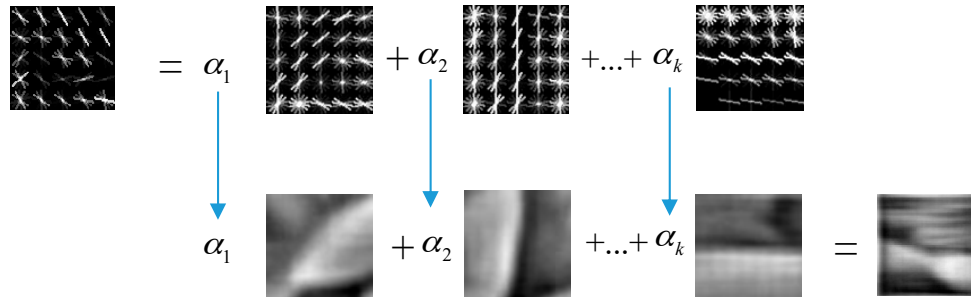 = α₁ + α₂ +...+ αₖ
α₁ + α₂ +...+ αₖ =